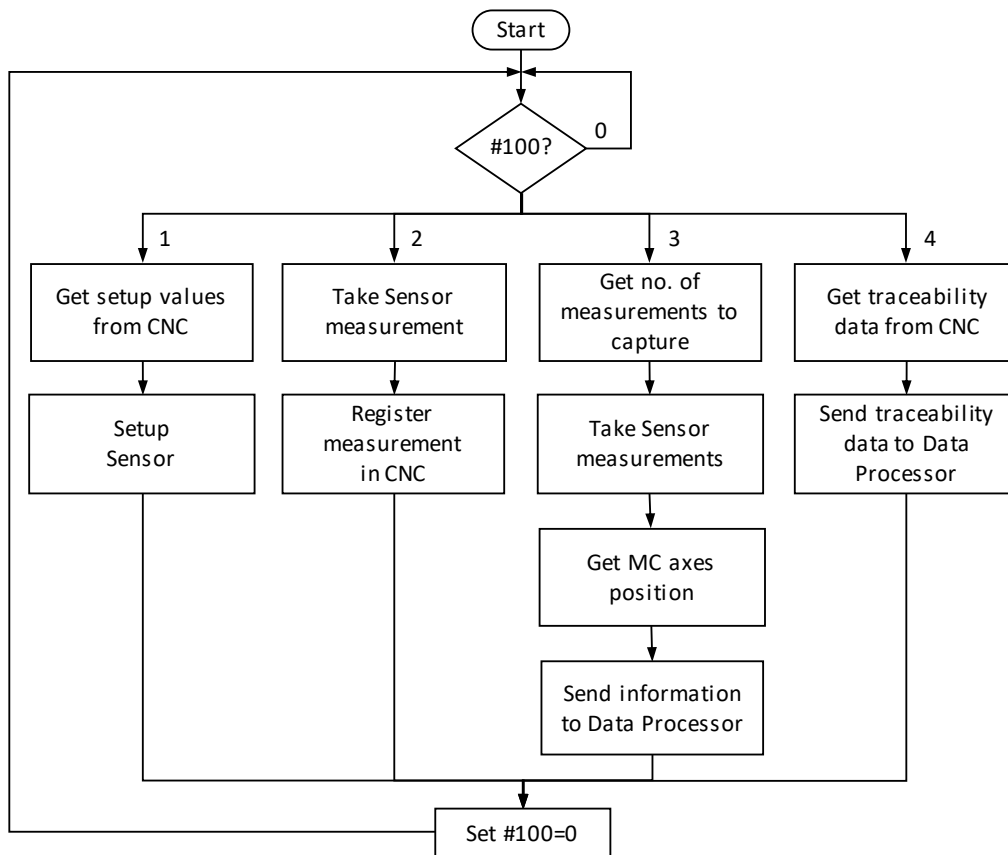 Start
#100?
0
1
2
3
4
Get setup values
from CNC
Take Sensor
measurement
Get no. of
measurements to
capture
Get traceability
data from CNC
Setup
Sensor
Register
measurement
in CNC
Take Sensor
measurements
Send traceability
data to Data
Processor
Get MC axes
position
Send information
to Data Processor
Set #100=0